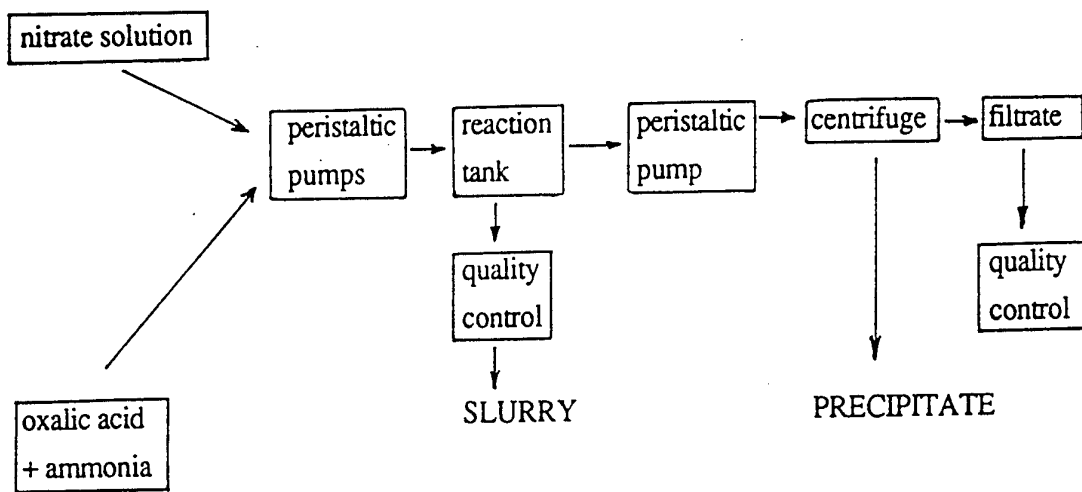 nitrate solution
peristaltic
pumps
reaction
tank
peristaltic
pump
centrifuge
filtrate
quality
control
quality
control
SLURRY
PRECIPITATE
oxalic acid
+ ammonia